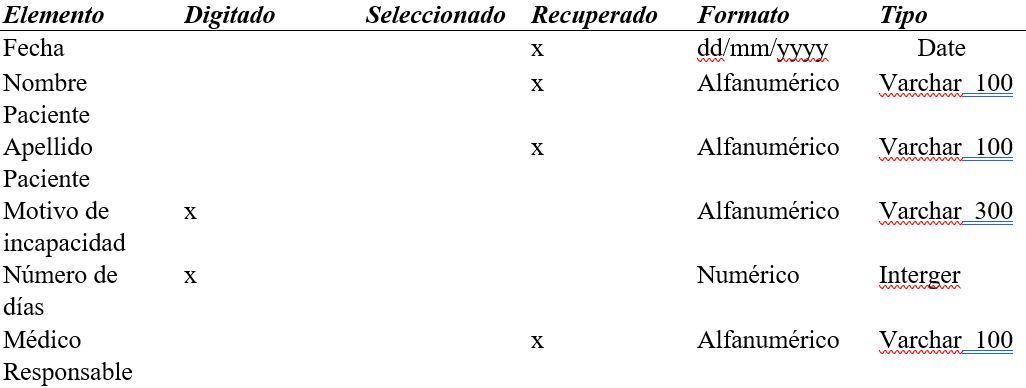 Elemento Digitado Seleccionado Recuperado Formato Tipo
Fecha x dd/mm/yyyy Date
Nombre x Alfanumérico Varchar 100
Paciente
Apellido x Alfanumérico Varchar 100
Paciente
Motivo de x Alfanumérico Varchar 300
incapacidad
Número de x Numérico Interger
días
Médico x Alfanumérico Varchar 100
Responsable